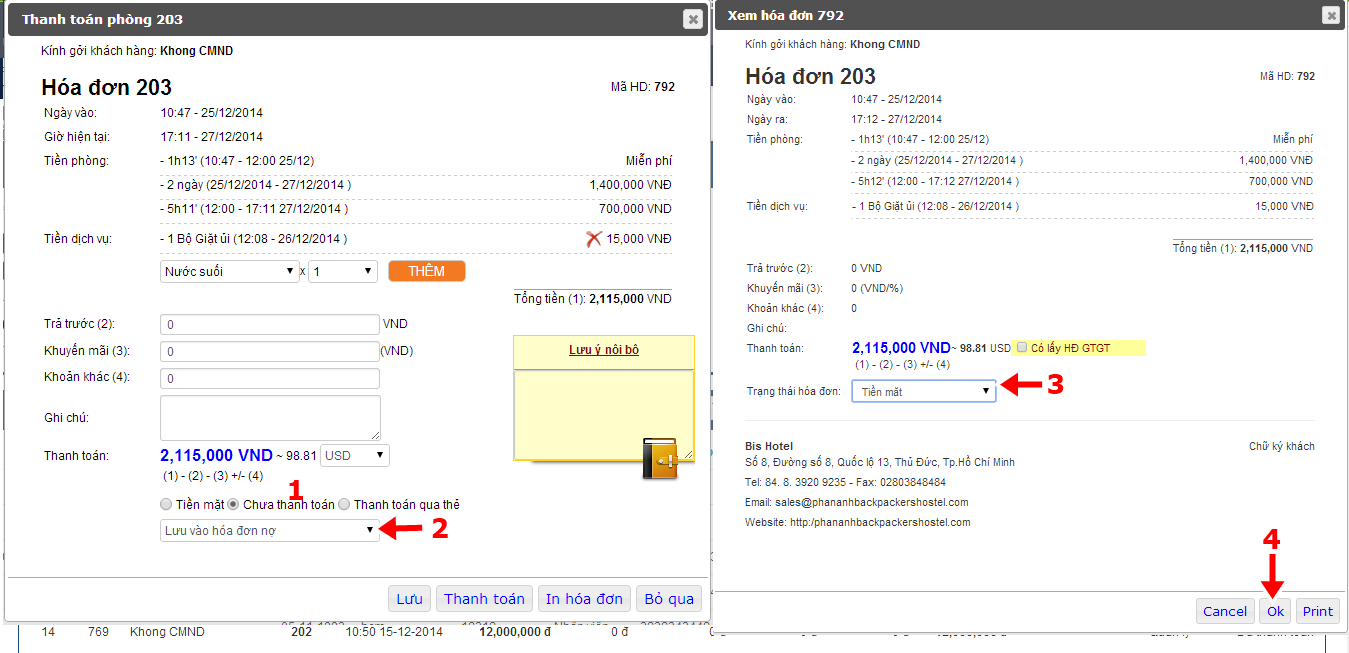 Thanh toán phòng 203
Kính gởi khách hàng: Khong CMND
Hóa đơn 203
Mã HD: 792
Ngày vào: 10:47 - 25/12/2014
Giờ hiện tại: 17:11 - 27/12/2014
Tiền phòng: - 1h13' (10:47 - 12:00 25/12) Miễn phí
- 2 ngày (25/12/2014 - 27/12/2014 ) 1,400,000 VNĐ
- 5h11' (12:00 - 17:11 27/12/2014 ) 700,000 VND
Tiền dịch vụ: - 1 Bộ Giặt ủi (12:08 - 26/12/2014 ) 15,000 VNĐ
Nước suối x 1 THÊM
Tổng tiền (1): 2,115,000 VND
Trả trước (2): 0 VND
Khuyến mãi (3): 0 (VND)
Khoản khác (4): 0
Ghi chú:
Lưu ý nội bộ
Thanh toán: 2,115,000 VND ~ 98.81 USD
(1) - (2) - (3) +/- (4)
1
Tiền mặt Chưa thanh toán Thanh toán qua thẻ
Lưu vào hóa đơn nợ 2
Lưu Thanh toán In hóa đơn Bỏ qua
Xem hóa đơn 792
Kính gởi khách hàng: Khong CMND
Hóa đơn 203
Mã HD: 792
Ngày vào: 10:47 - 25/12/2014
Ngày ra: 17:12 - 27/12/2014
Tiền phòng: - 1h13' (10:47 - 12:00 25/12) Miễn phí
- 2 ngày (25/12/2014 - 27/12/2014 ) 1,400,000 VNĐ
- 5h12' (12:00 - 17:12 27/12/2014 ) 700,000 VND
Tiền dịch vụ: - 1 Bộ Giặt ủi (12:08 - 26/12/2014 ) 15,000 VNĐ
Tổng tiền (1): 2,115,000 VND
Trả trước (2): 0 VND
Khuyến mãi (3): 0 (VND/%)
Khoản khác (4): 0
Ghi chú:
Thanh toán: 2,115,000 VND~ 98.81 USD Có lấy HĐ GTGT
(1) - (2) - (3) +/- (4)
Trạng thái hóa đơn: Tiền mặt 3
Bis Hotel
Chữ ký khách
Số 8, Đường số 8, Quốc lộ 13, Thủ Đức, Tp.Hồ Chí Minh
Tel: 84. 8. 3920 9235 - Fax: 02803848484
Email: sales@phananhbackpackershostel.com
Website: http:/phananhbackpackershostel.com
4
Cancel Ok Print
14 769 Khong CMND 202 10:50 15-12-2014 12,000,000 đ 0 đ